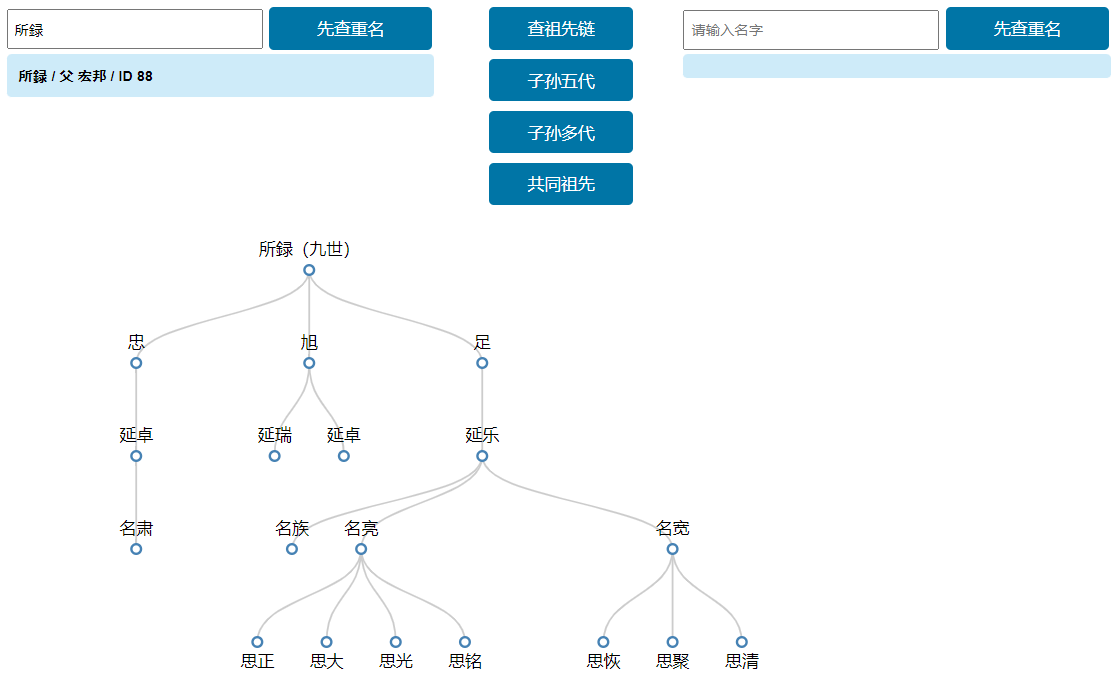 所録
先查重名
查祖先链
请输入名字
先查重名
所録 / 父 宏邦 / ID 88
子孙五代
子孙多代
共同祖先
所録（九世）
忠
旭
足
延卓
延瑞
延卓
延乐
名肃
名族
名亮
名宽
思正
思大
思光
思铭
思恢
思聚
思清